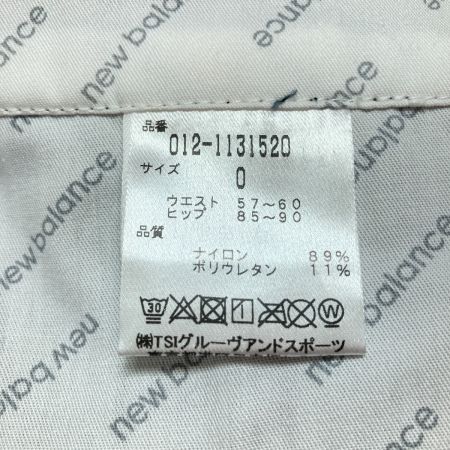 new balance
品番
012-1131520
サイズ
0
ウエスト 57～60
ヒップ 85～90
品質
ナイロン 89%
ポリウレタン 11%
30 W
㈱TSIグルーヴアンドスポーツ
new balance
new balance
new balance
new balance
new balance
new balance